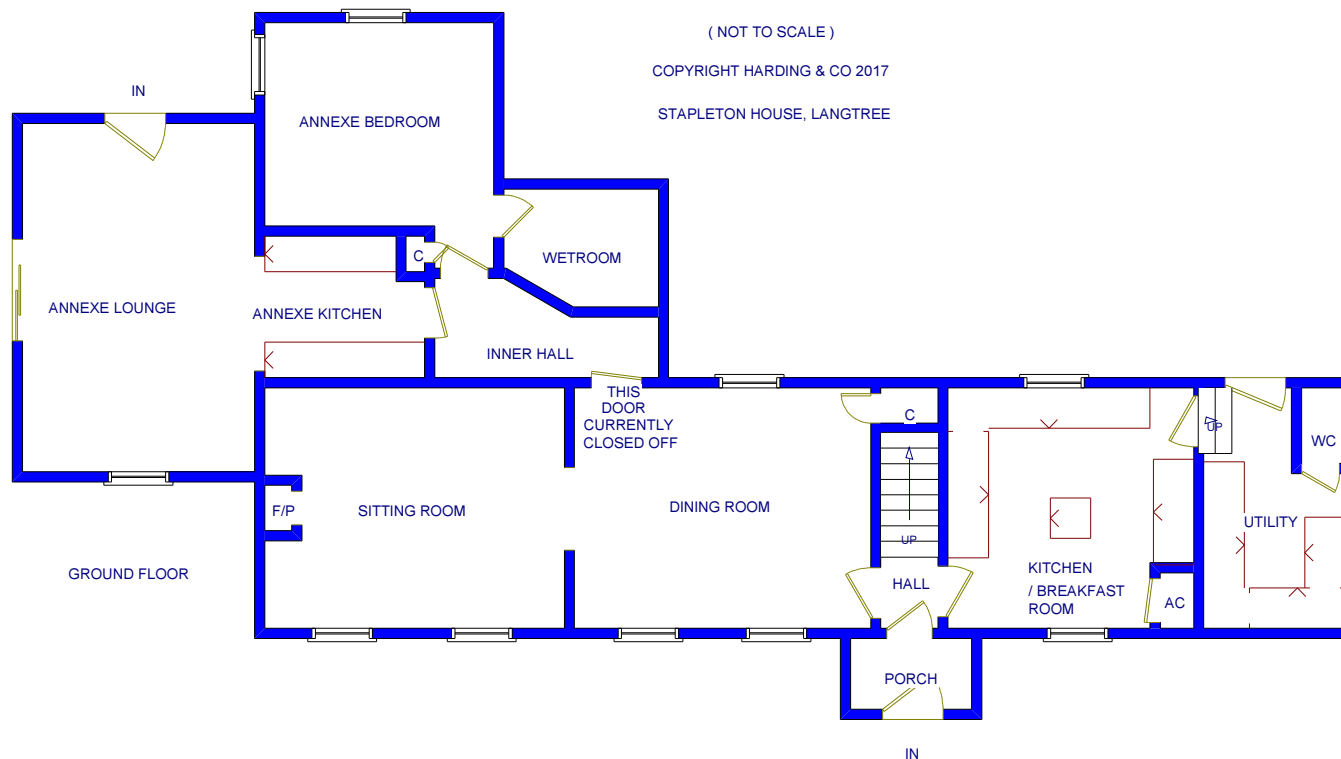 ( NOT TO SCALE )
COPYRIGHT HARDING & CO 2017
STAPLETON HOUSE, LANGTREE
IN
ANNEXE BEDROOM
WETROOM
C
ANNEXE LOUNGE
ANNEXE KITCHEN
INNER HALL
THIS
DOOR
CURRENTLY
CLOSED OFF
C
UP
WC
F/P
SITTING ROOM
DINING ROOM
UTILITY
UP
GROUND FLOOR
HALL
KITCHEN
/ BREAKFAST
ROOM
AC
PORCH
IN